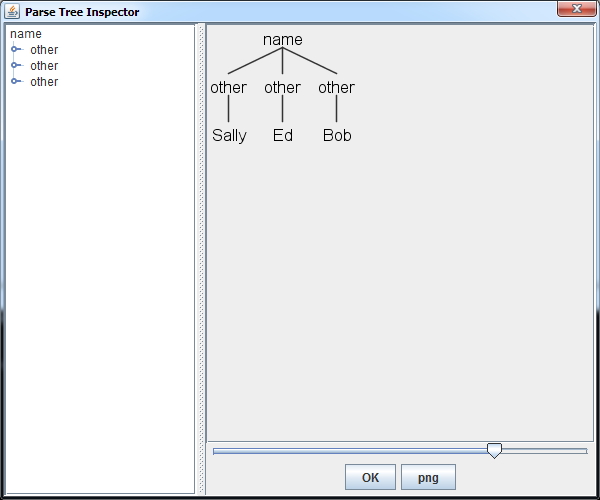 Parse Tree Inspector
name
other
other
other
name
other other other
Sally Ed Bob
OK png